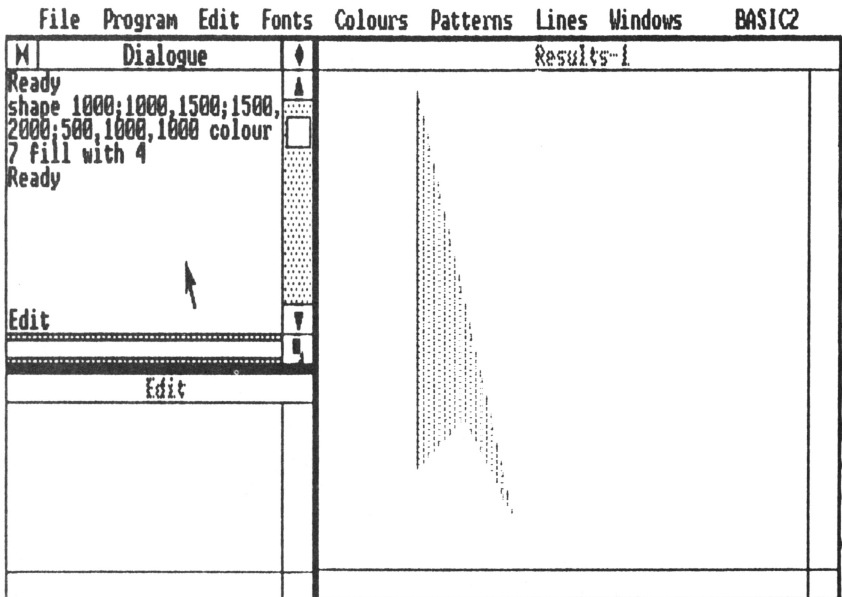 File Program Edit Fonts Colours Patterns Lines Windows BASIC2
Dialogue
Ready
shape 1000;1000,1500;1500,
2000;500,1000,1000 colour
7 fill with 4
Ready
Edit
Edit
Results-1